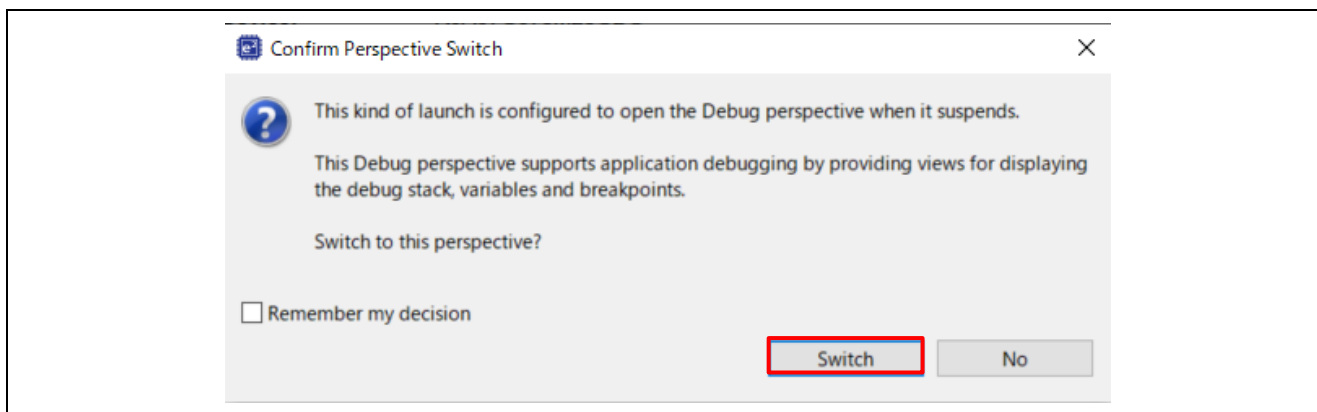 Confirm Perspective Switch
This kind of launch is configured to open the Debug perspective when it suspends.
This Debug perspective supports application debugging by providing views for displaying
the debug stack, variables and breakpoints.
Switch to this perspective?
Remember my decision
Switch No